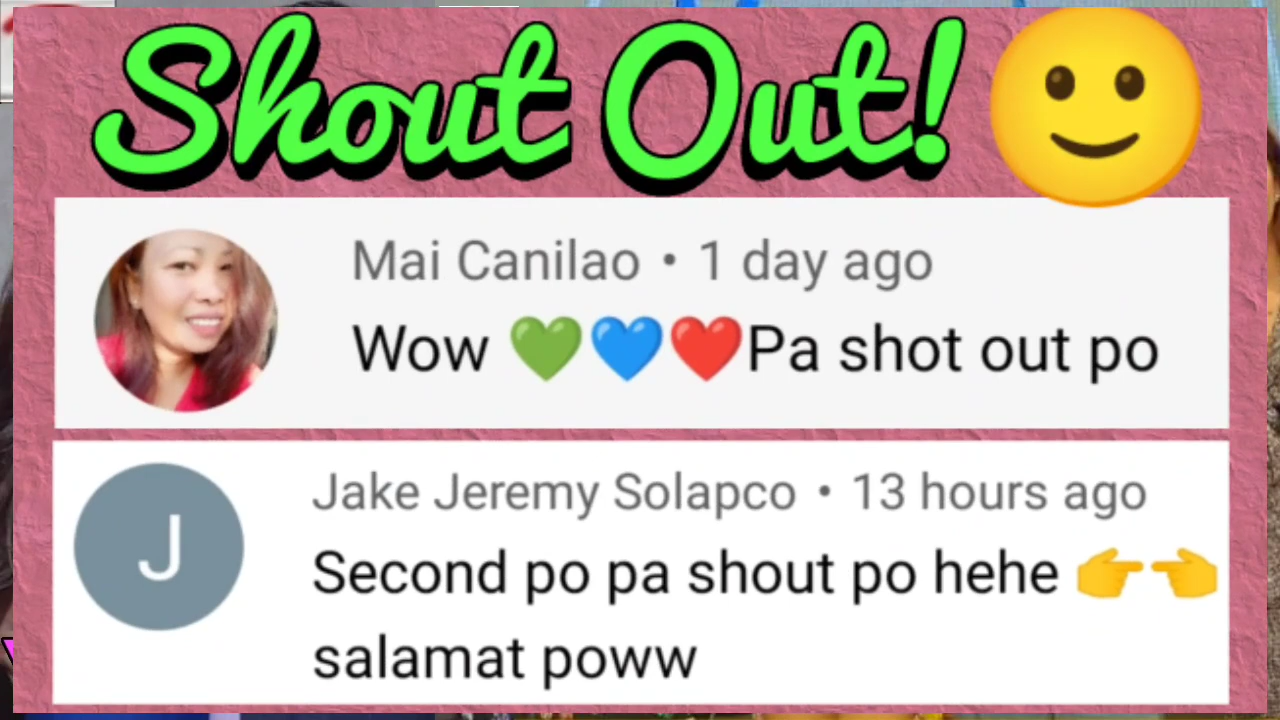 Shout Out! 🙂
Mai Canilao • 1 day ago
Wow 💚💙❤️Pa shot out po
J
Jake Jeremy Solapco • 13 hours ago
Second po pa shout po hehe 👉👈
salamat poww